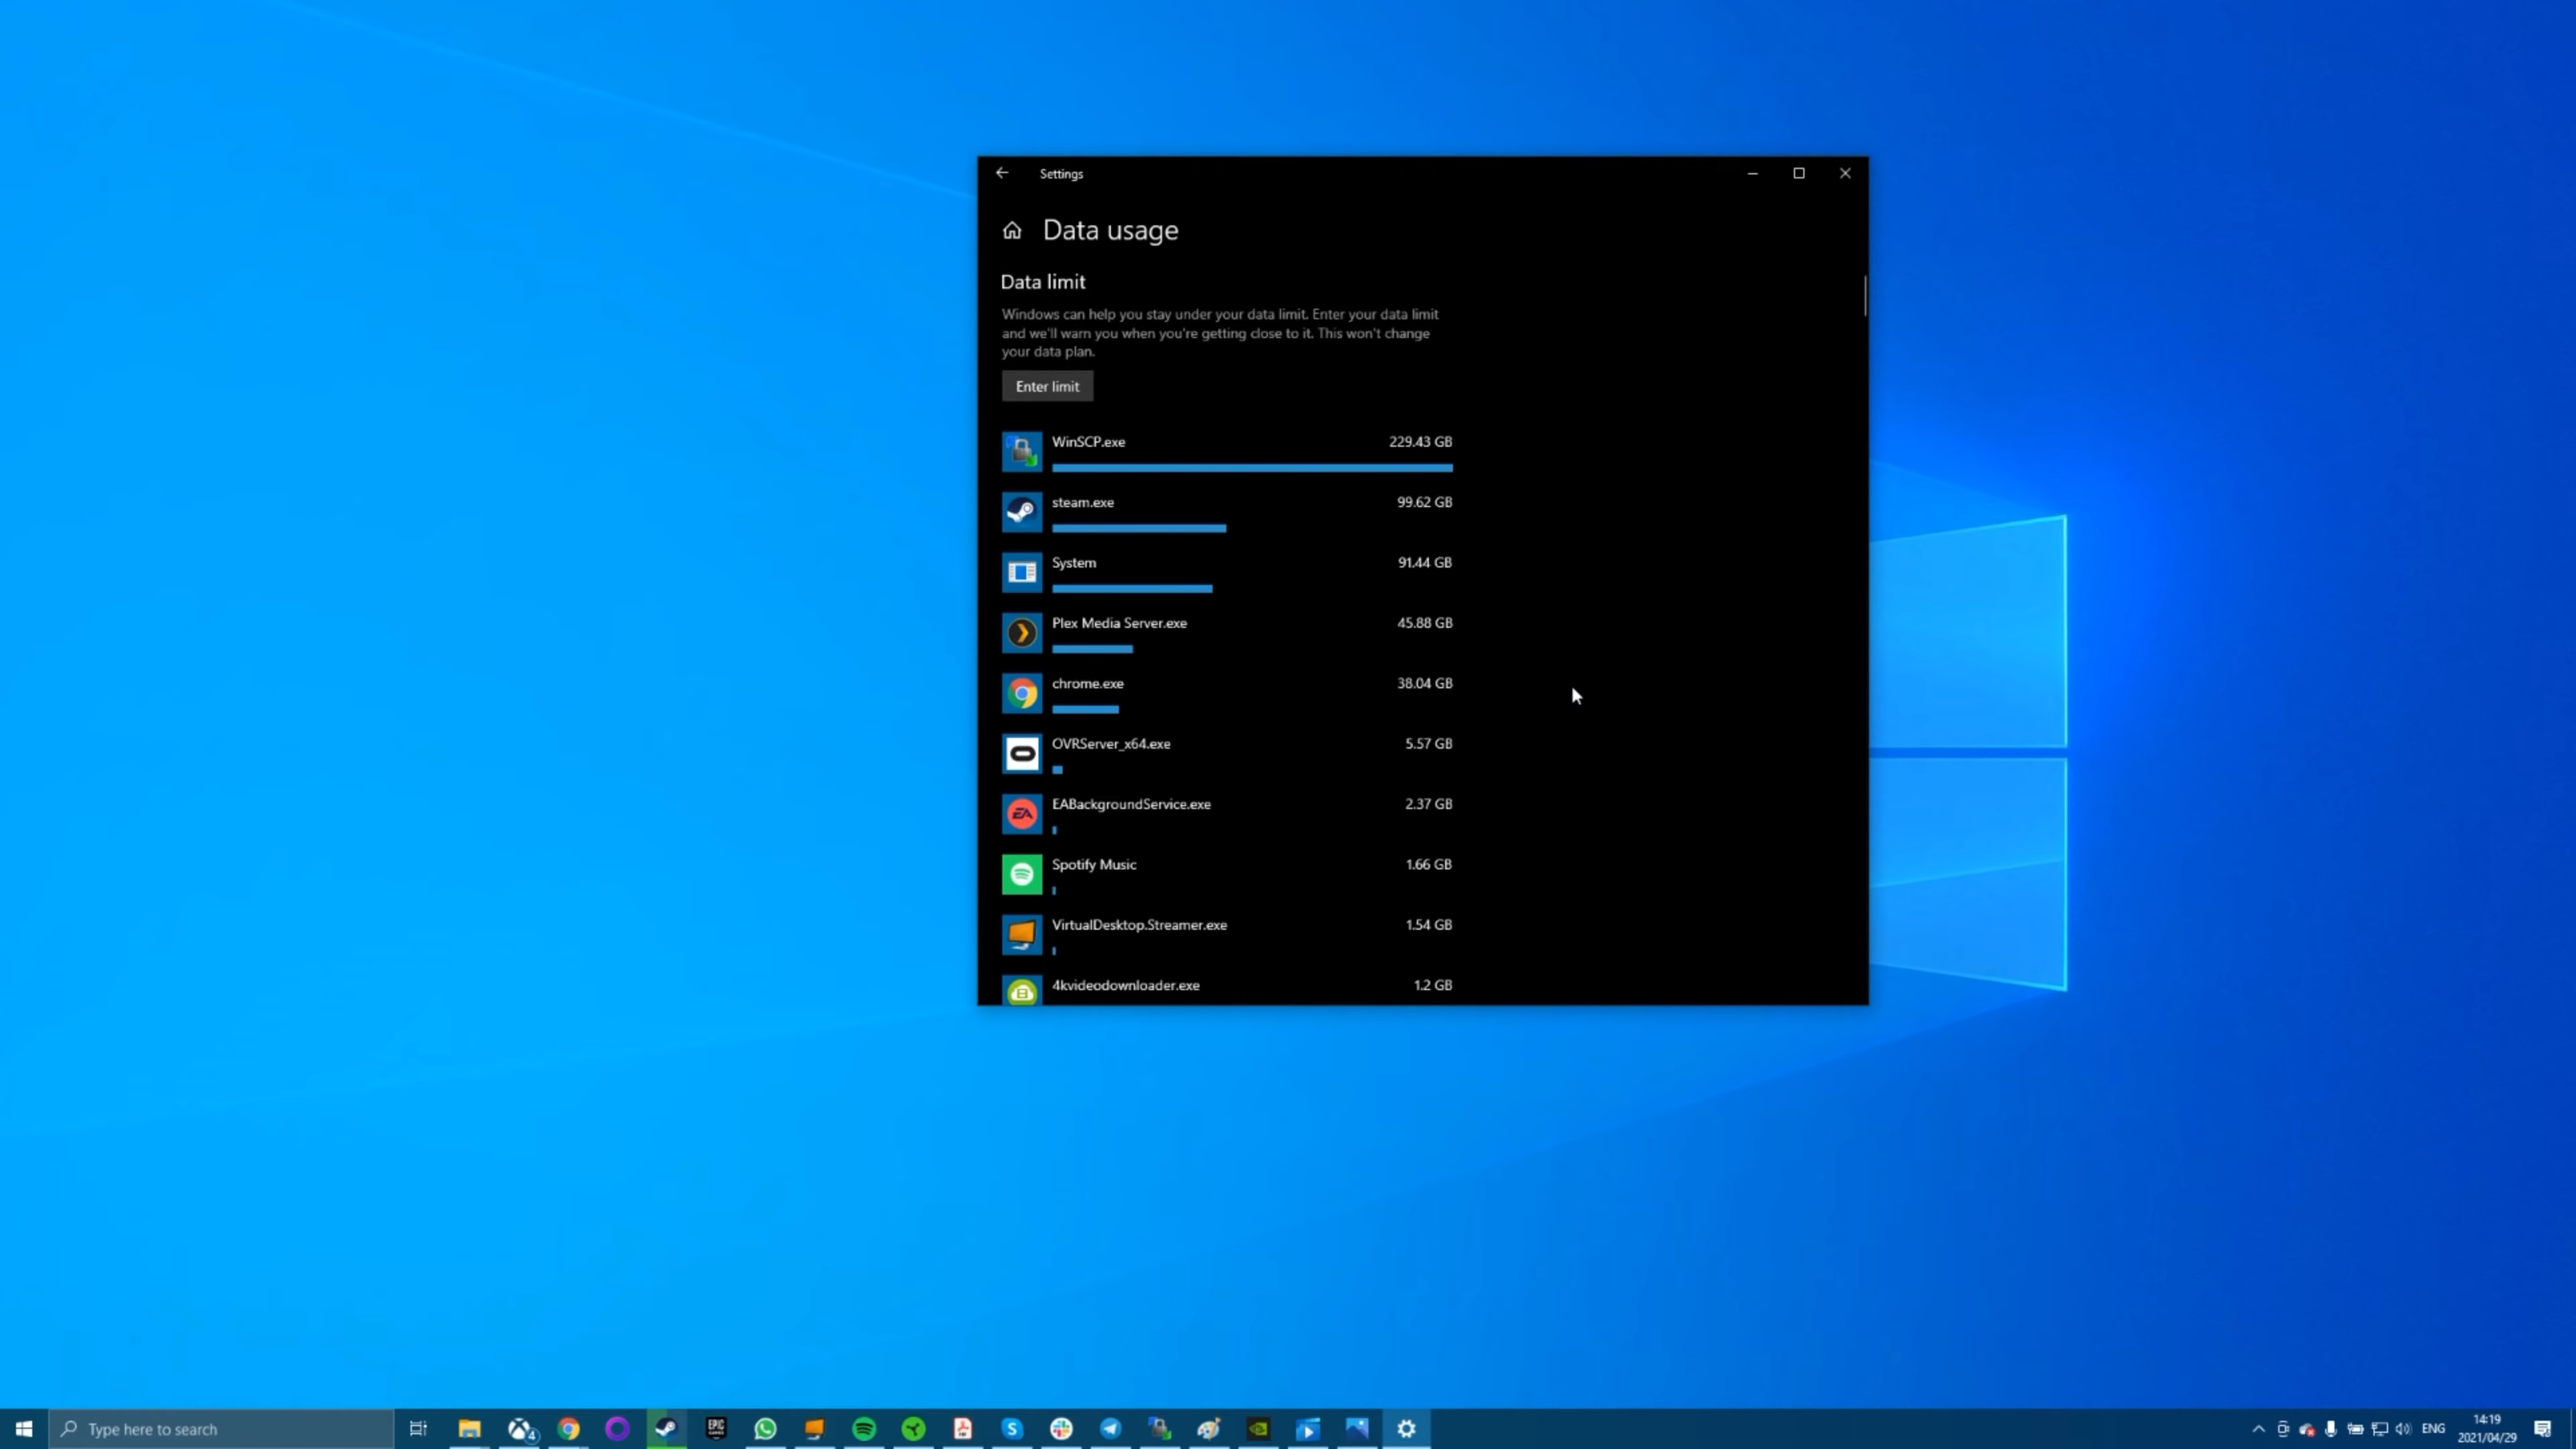 Settings
Data usage
Data limit
Windows can help you stay under your data limit. Enter your data limit
and we'll warn you when you're getting close to it. This won't change
your data plan.
Enter limit
WinSCP.exe 229.43 GB
steam.exe 99.62 GB
System 91.44 GB
Plex Media Server.exe 45.88 GB
chrome.exe 38.04 GB
OVRServer_x64.exe 5.57 GB
EABackgroundService.exe 2.37 GB
EA
Spotify Music 1.66 GB
VirtualDesktop.Streamer.exe 1.54 GB
4kvideodownloader.exe 1.2 GB
Type here to search
4
EPIC
GAMES
S
ENG
14:19
2021/04/29